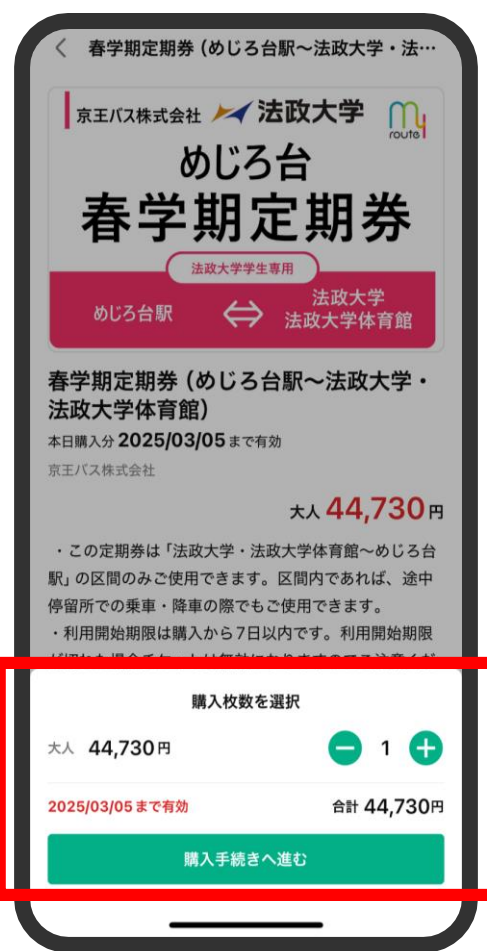 春学期定期券（めじろ台駅～法政大学・法…
京王バス株式会社 法政大学 My route
めじろ台
春学期定期券
法政大学学生専用
めじろ台駅 ⇔ 法政大学
法政大学体育館
春学期定期券（めじろ台駅～法政大学・
法政大学体育館）
本日購入分 2025/03/05 まで有効
京王バス株式会社
大人 44,730 円
・この定期券は「法政大学・法政大学体育館～めじろ台
駅」の区間のみご使用できます。区間内であれば、途中
停留所での乗車・降車の際でもご使用できます。
・利用開始期限は購入から7日以内です。利用開始期限
購入枚数を選択
大人 44,730 円 1
2025/03/05 まで有効 合計 44,730円
購入手続きへ進む